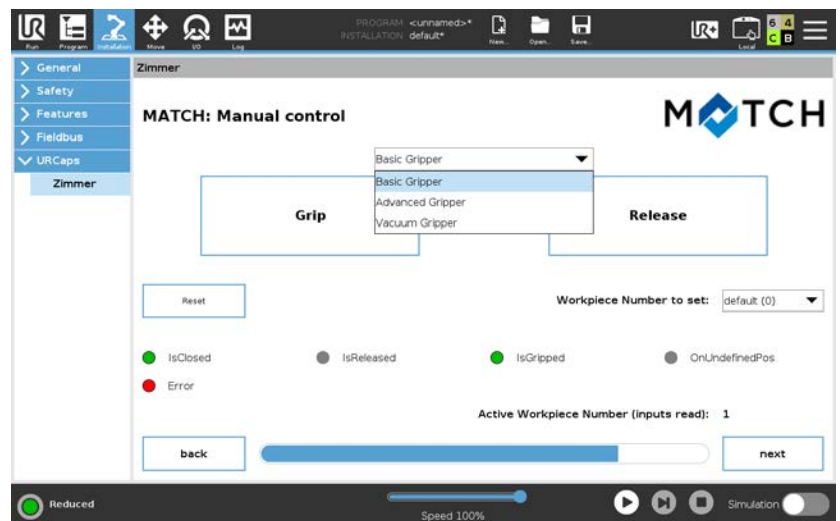 UR
Run
Program
Installation
Move
I/O
Log
PROGRAM <unnamed>*
INSTALLATION default*
New...
Open...
Save...
UR+
Local
6 4
C B
General
Safety
Features
Fieldbus
URCaps
Zimmer
Zimmer
MATCH: Manual control
MATCH
Basic Gripper
Basic Gripper
Advanced Gripper
Vacuum Gripper
Grip
Release
Reset
Workpiece Number to set: default (0)
IsClosed
IsReleased
IsGripped
OnUndefinedPos
Error
Active Workpiece Number (inputs read): 1
back
next
Reduced
Speed 100%
Simulation